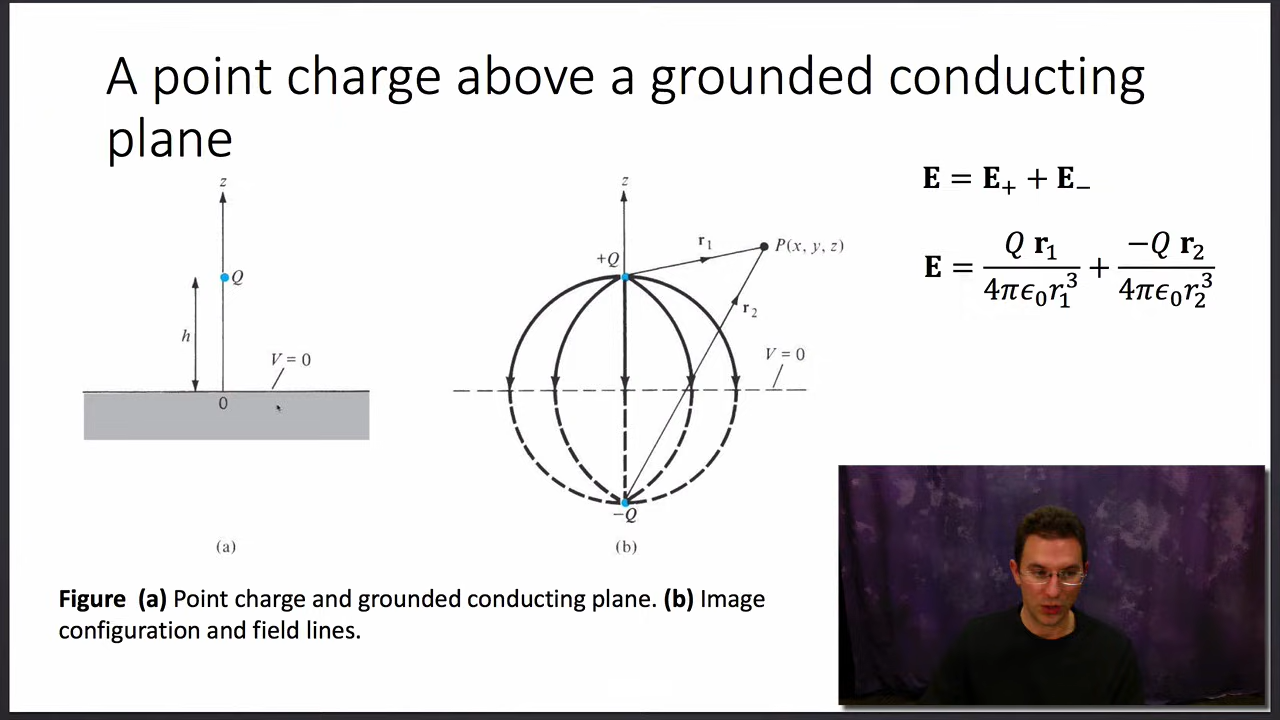 A point charge above a grounded conducting
plane
z
Q
h
V = 0
0
(a)
z
+Q
r₁
P(x, y, z)
r₂
V = 0
−Q
(b)
𝐄 = 𝐄₊ + 𝐄₋
𝐄 = Q 𝐫₁ / 4πϵ₀r₁³ + −Q 𝐫₂ / 4πϵ₀r₂³
Figure (a) Point charge and grounded conducting plane. (b) Image
configuration and field lines.